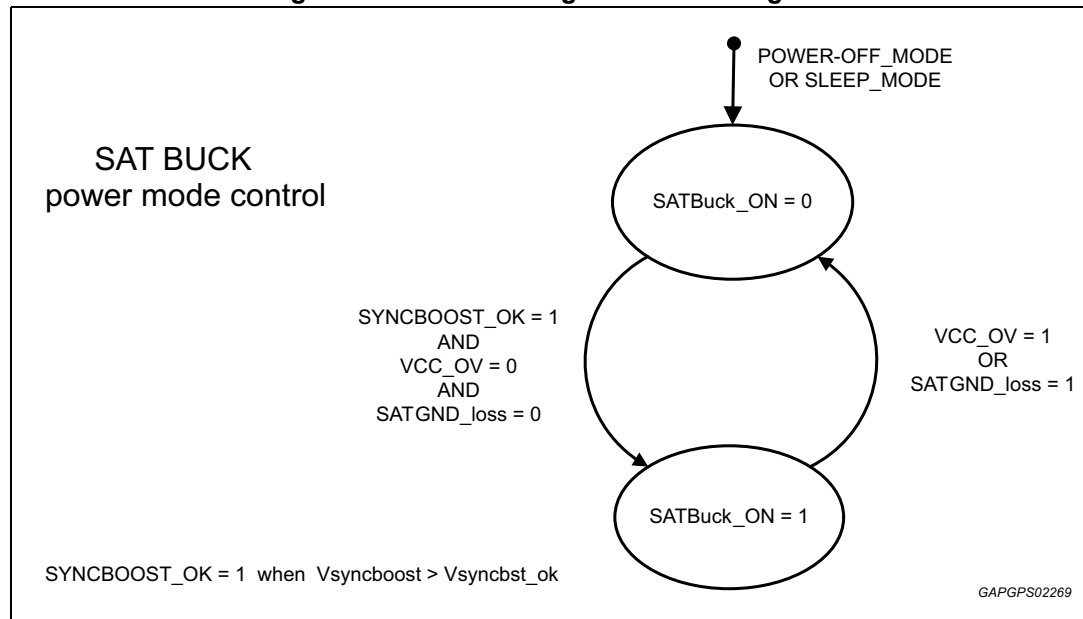 POWER-OFF_MODE
OR SLEEP_MODE
SAT BUCK
power mode control
SATBuck_ON = 0
SYNCBOOST_OK = 1
AND
VCC_OV = 0
AND
SATGND_loss = 0
VCC_OV = 1
OR
SATGND_loss = 1
SATBuck_ON = 1
SYNCBOOST_OK = 1 when Vsyncboost > Vsyncbst_ok
GAPGPS02269